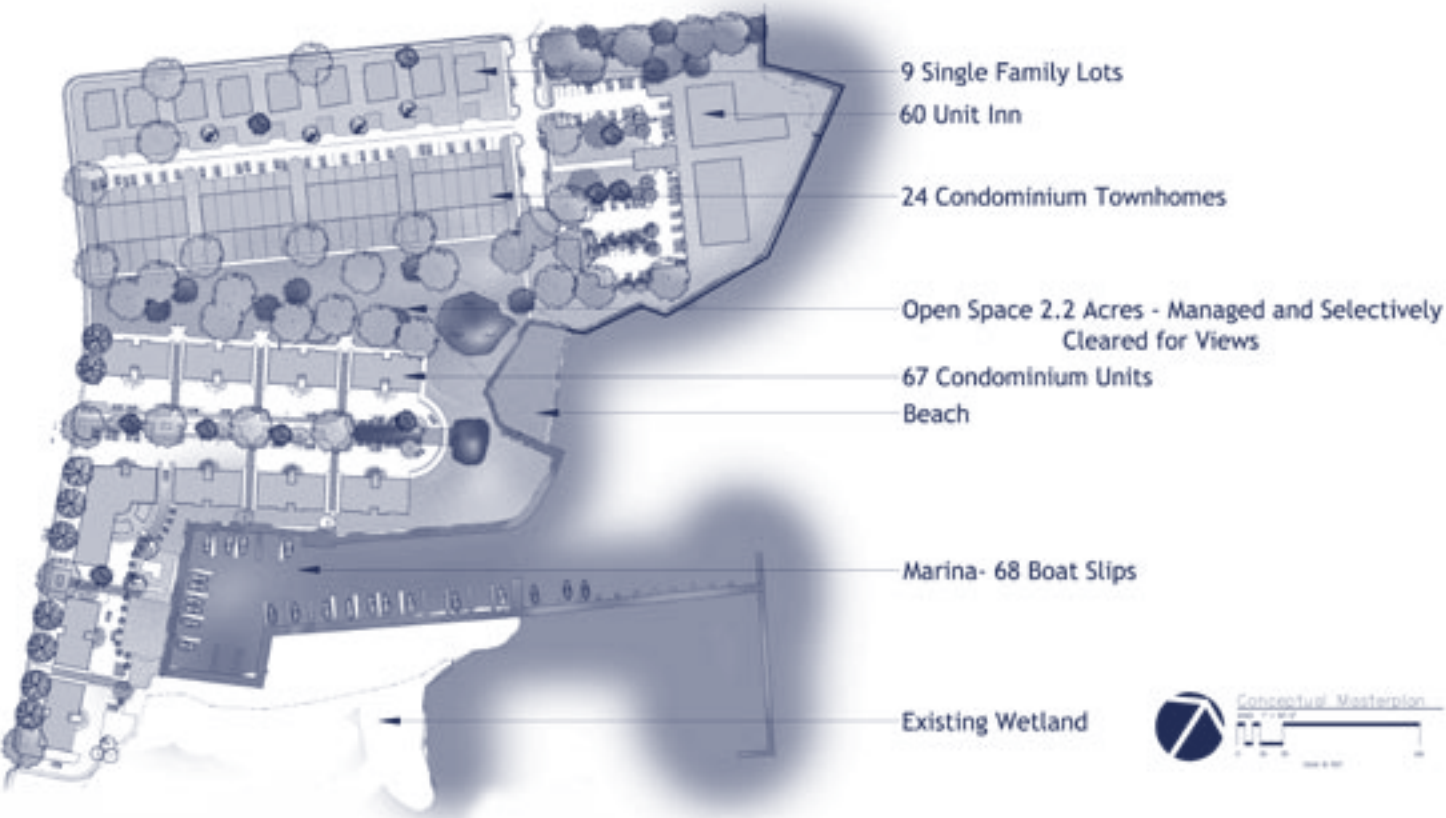 9 Single Family Lots
60 Unit Inn
24 Condominium Townhomes
Open Space 2.2 Acres - Managed and Selectively
Cleared for Views
67 Condominium Units
Beach
Marina- 68 Boat Slips
Existing Wetland
Conceptual Masterplan